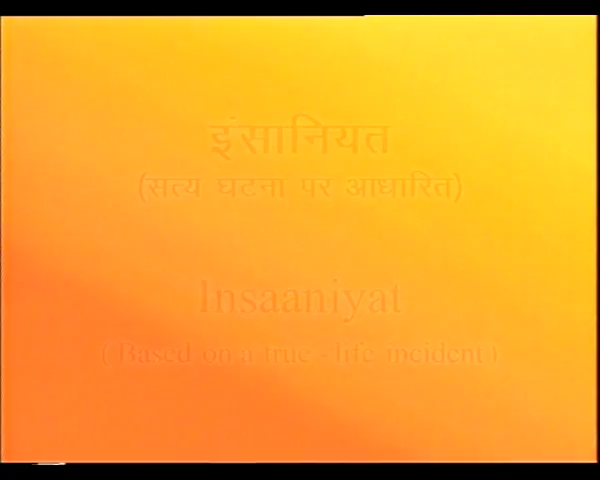 इंसानियत
(सत्य घटना पर आधारित)
Insaaniyat
( Based on a true - life incident )